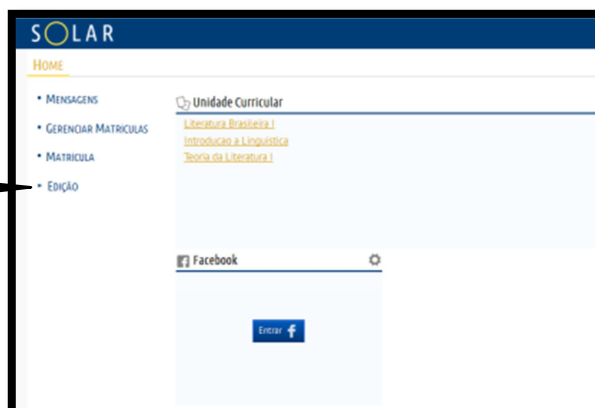 SOLAR
HOME
• MENSAGENS
• GERENCIAR MATRICULAS
• MATRICULA
• EDIÇÃO
Unidade Curricular
Literatura Brasileira I
Introducao a Linguistica
Teoria da Literatura I
Facebook
Entrar